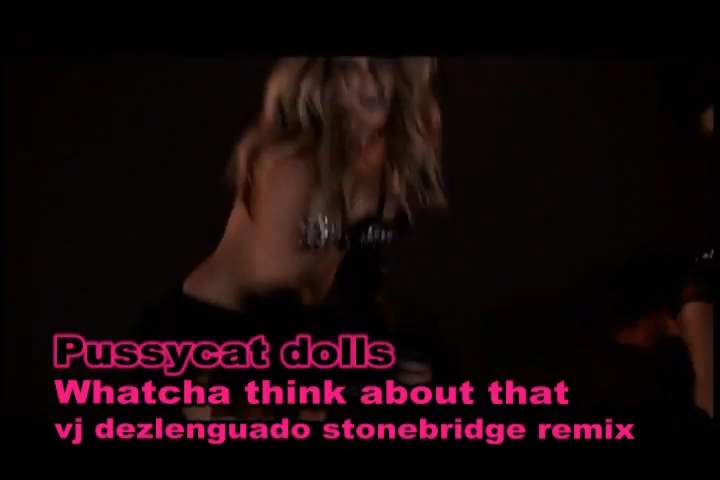 Pussycat dolls
Whatcha think about that
vj dezlenguado stonebridge remix